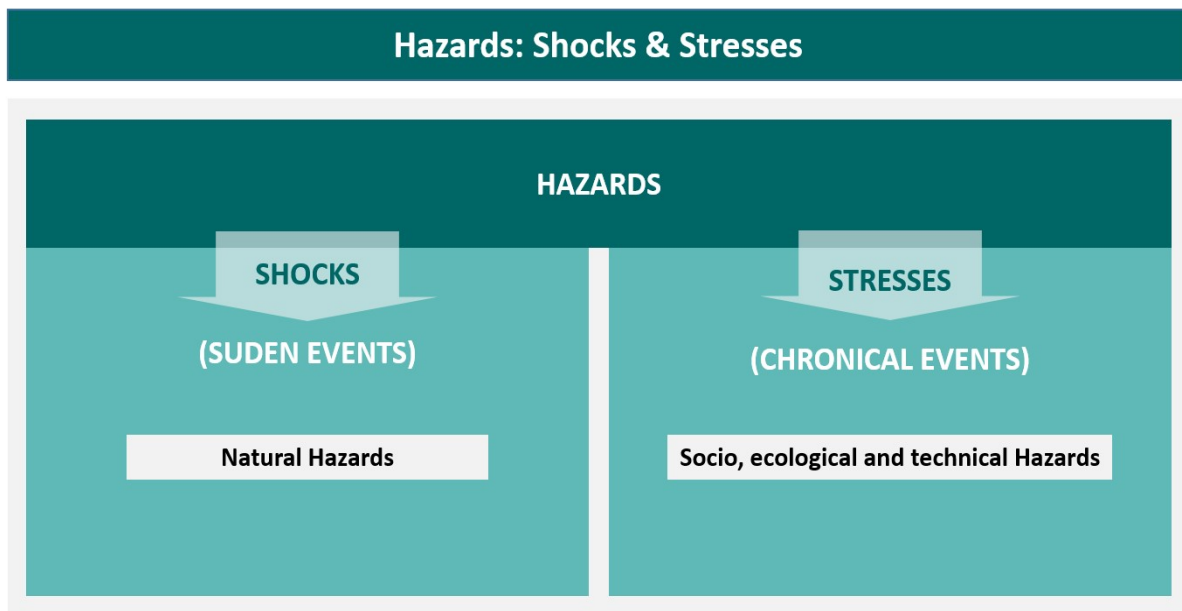 Hazards: Shocks & Stresses
HAZARDS
SHOCKS
(SUDEN EVENTS)
Natural Hazards
STRESSES
(CHRONICAL EVENTS)
Socio, ecological and technical Hazards